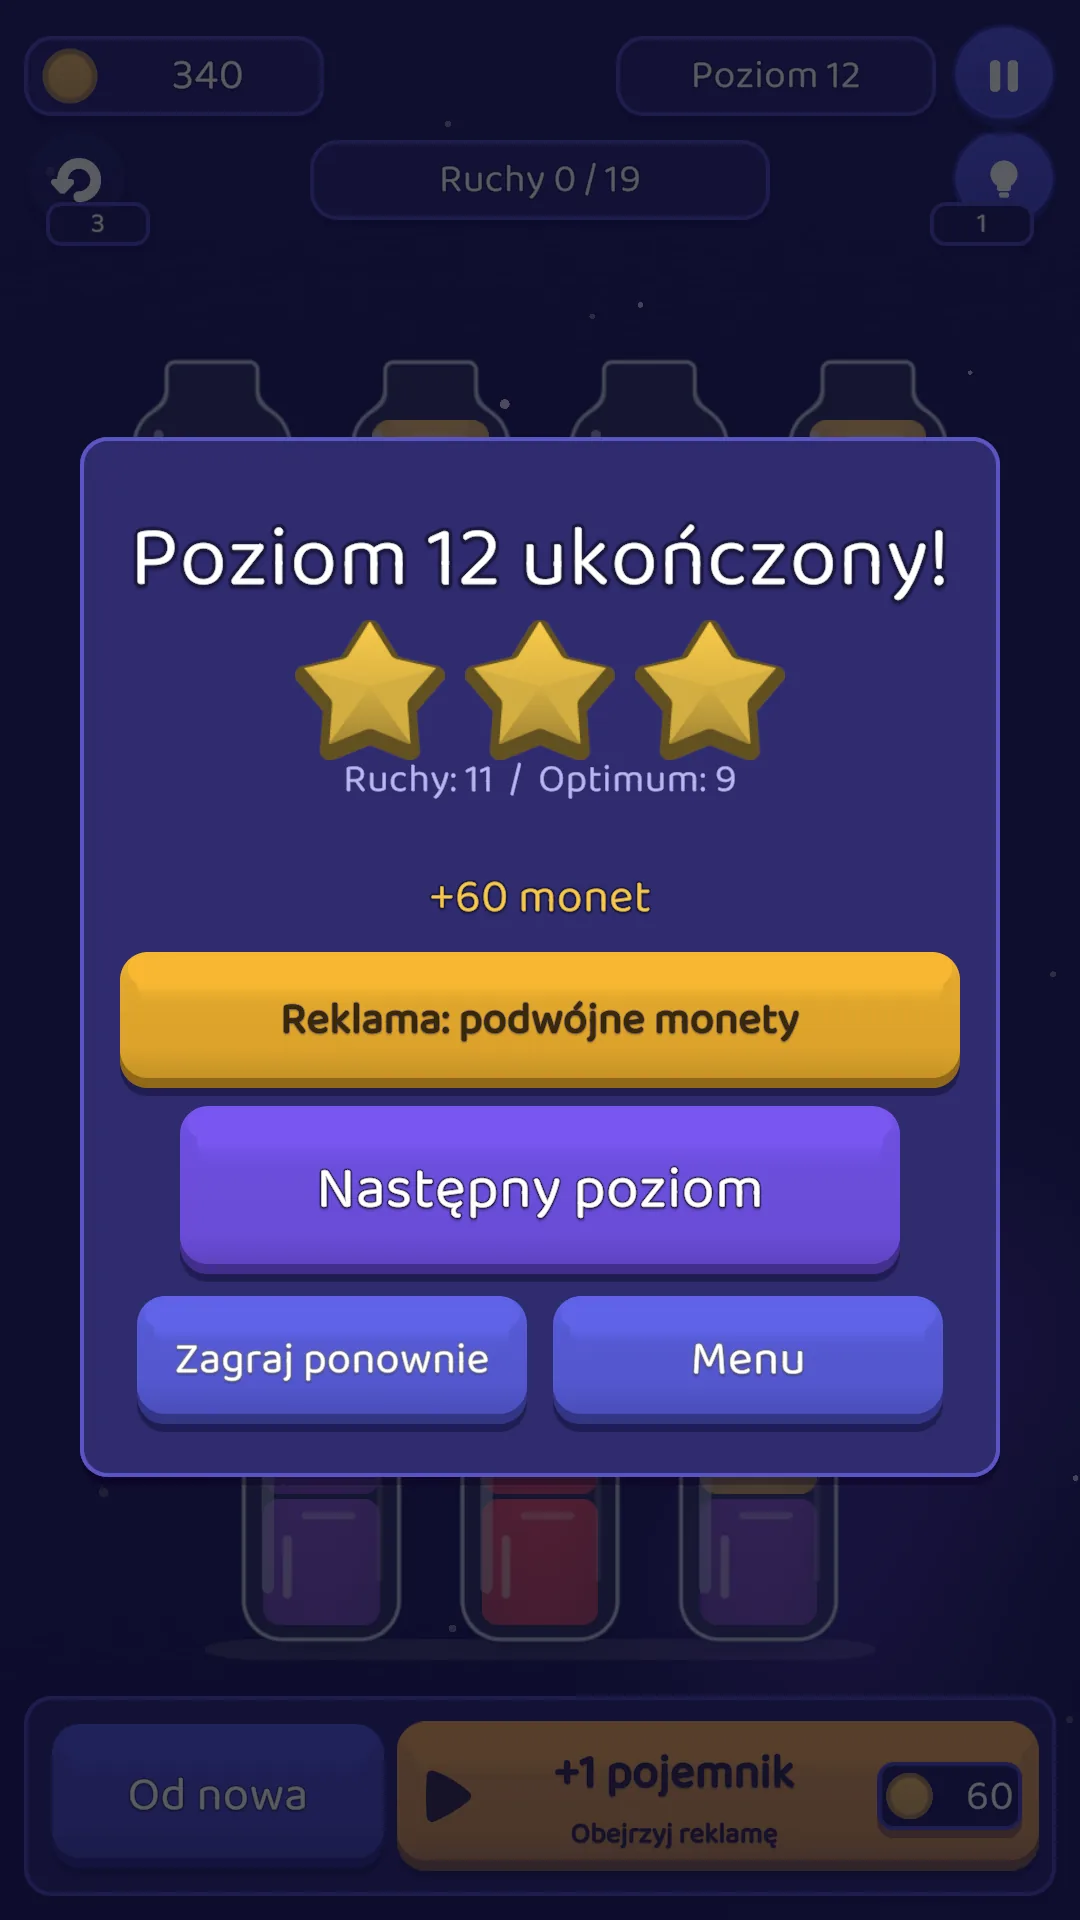 340
Poziom 12
Ruchy 0 / 19
3
1
Poziom 12 ukończony!
Ruchy: 11 / Optimum: 9
+60 monet
Reklama: podwójne monety
Następny poziom
Zagraj ponownie
Menu
Od nowa
+1 pojemnik
Obejrzyj reklamę
60